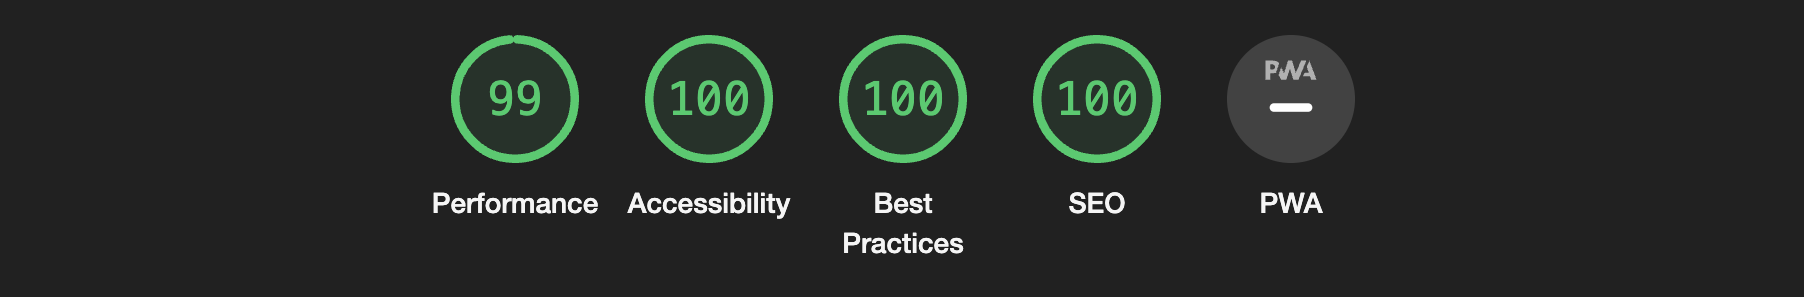 99
100
100
100
PWA
Performance
Accessibility
Best
Practices
SEO
PWA